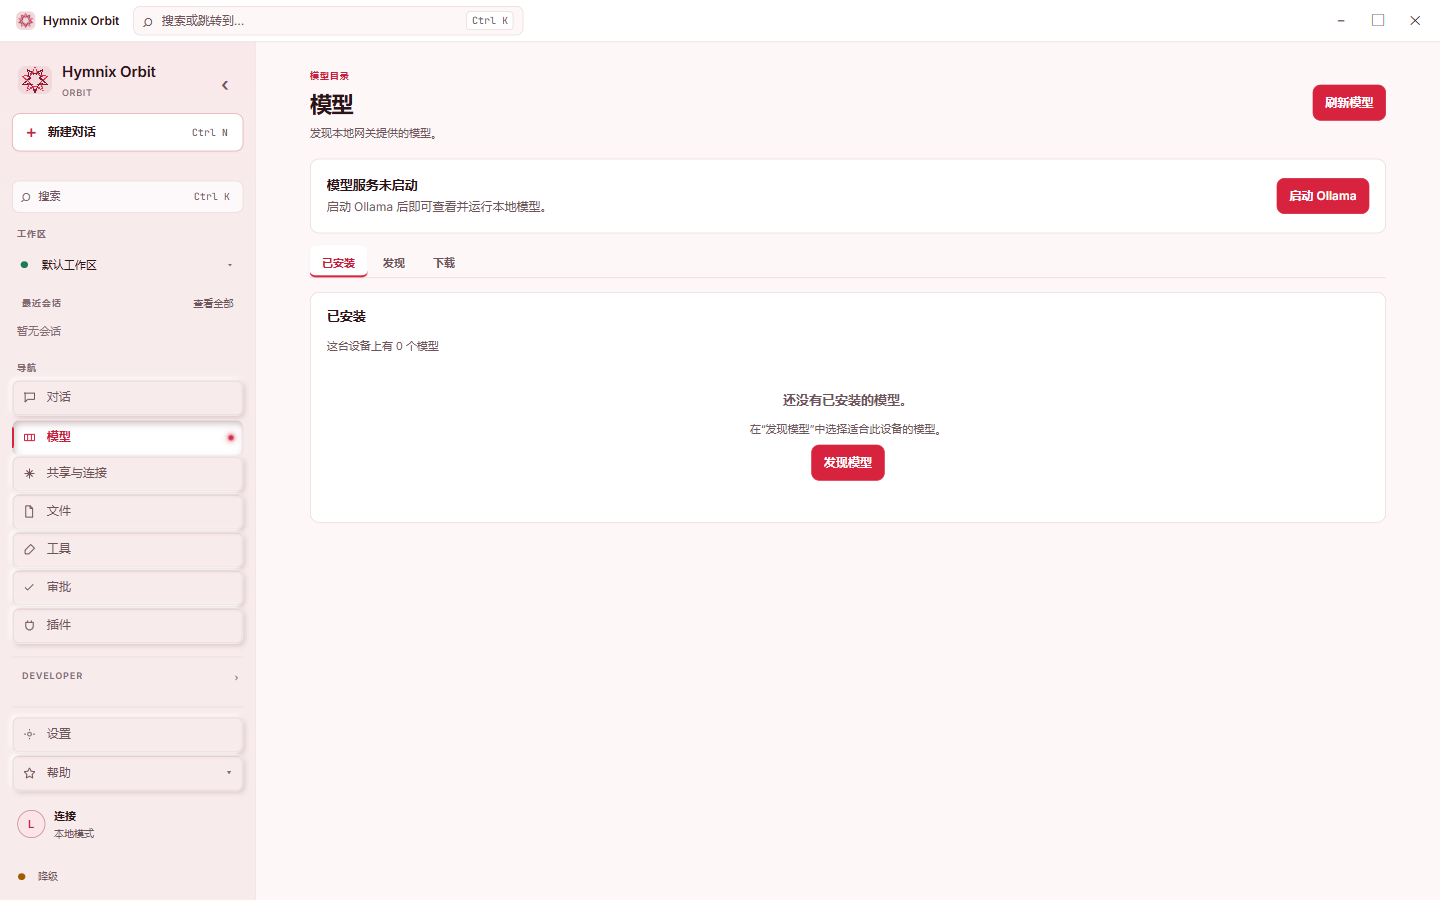 Hymnix Orbit
搜索或跳转到...
Ctrl K
Hymnix Orbit
ORBIT
新建对话
Ctrl N
搜索
Ctrl K
工作区
默认工作区
最近会话
查看全部
暂无会话
导航
对话
模型
共享与连接
文件
工具
审批
插件
DEVELOPER
设置
帮助
L
连接
本地模式
降级
模型目录
模型
发现本地网关提供的模型。
刷新模型
模型服务未启动
启动 Ollama 后即可查看并运行本地模型。
启动 Ollama
已安装
发现
下载
已安装
这台设备上有 0 个模型
还没有已安装的模型。
在“发现模型”中选择适合此设备的模型。
发现模型